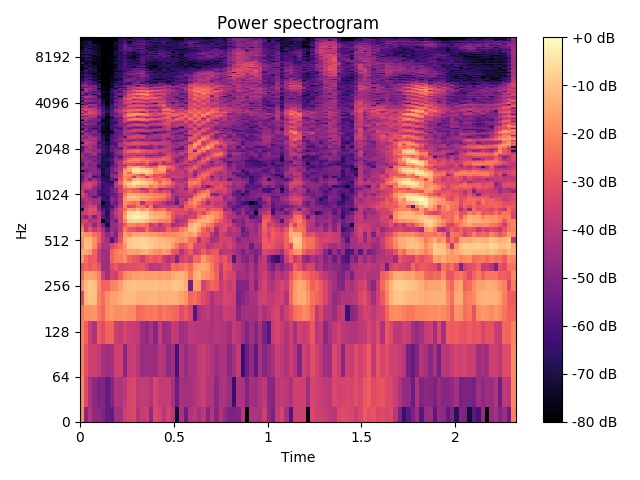 Power spectrogram
8192
4096
2048
1024
512
256
128
64
0
Hz
0
0.5
1
1.5
2
Time
+0 dB
-10 dB
-20 dB
-30 dB
-40 dB
-50 dB
-60 dB
-70 dB
-80 dB